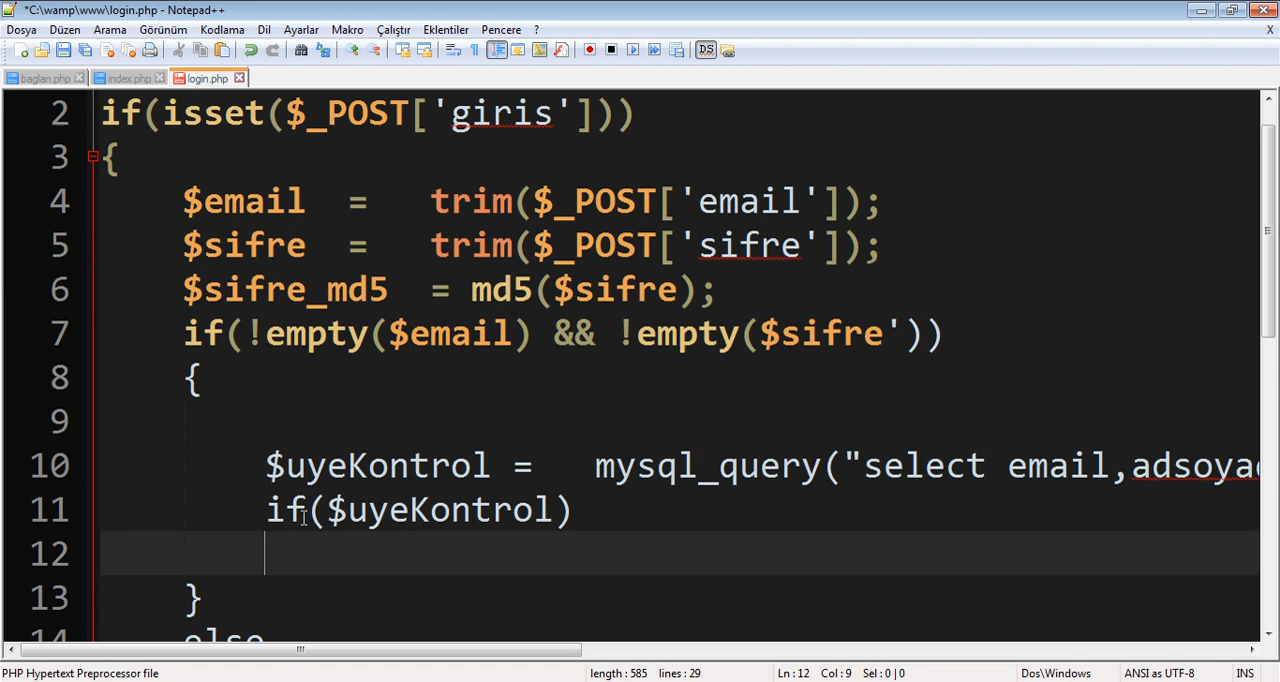 *C:\wamp\www\login.php - Notepad++
Dosya Düzen Arama Görünüm Kodlama Dil Ayarlar Makro Çalıştır Eklentiler Pencere ? X
baglan.php index.php login.php
2 if(isset($_POST['giris']))
3 {
4 $email = trim($_POST['email']);
5 $sifre = trim($_POST['sifre']);
6 $sifre_md5 = md5($sifre);
7 if(!empty($email) && !empty($sifre'))
8 {
9
10 $uyeKontrol = mysql_query("select email,adsoyad
11 if($uyeKontrol)
12
13 }
14 else
PHP Hypertext Preprocessor file length : 585 lines : 29 Ln : 12 Col : 9 Sel : 0 | 0 Dos\Windows ANSI as UTF-8 INS